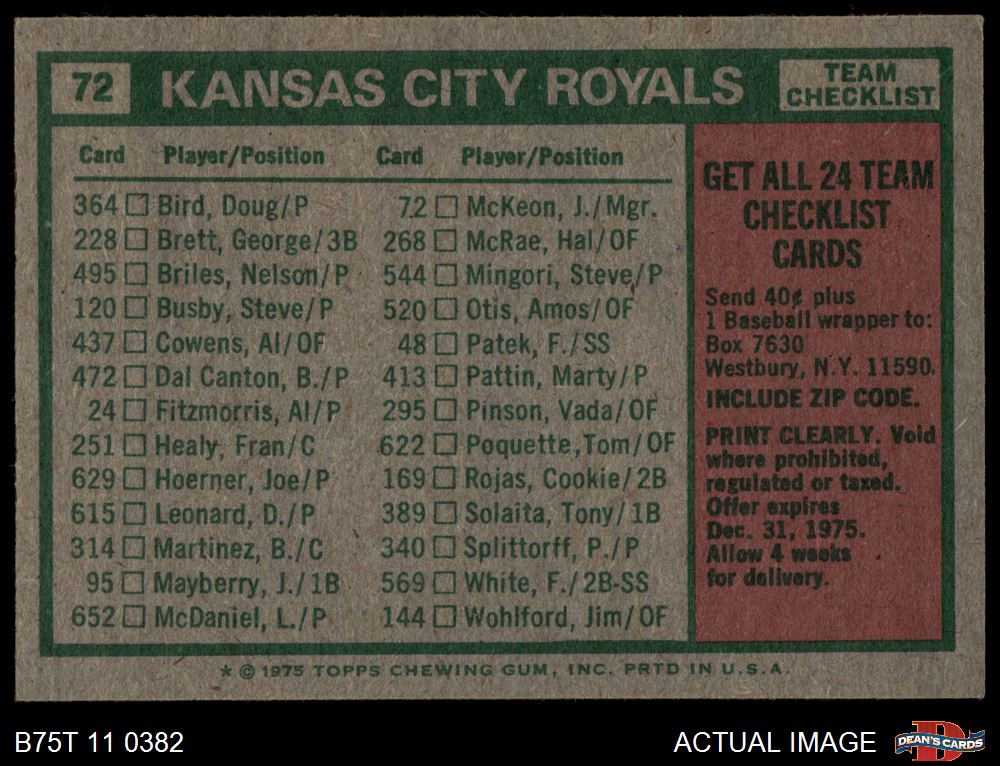 72 KANSAS CITY ROYALS TEAM CHECKLIST
Card Player/Position Card Player/Position
364 Bird, Doug/P
228 Brett, George/3B
495 Briles, Nelson/P
120 Busby, Steve/P
437 Cowens, Al/OF
472 Dal Canton, B./P
24 Fitzmorris, Al/P
251 Healy, Fran/C
629 Hoerner, Joe/P
615 Leonard, D./P
314 Martinez, B./C
95 Mayberry, J./1B
652 McDaniel, L./P
72 McKeon, J./Mgr.
268 McRae, Hal/OF
544 Mingori, Steve/P
520 Otis, Amos/OF
48 Patek, F./SS
413 Pattin, Marty/P
295 Pinson, Vada/OF
622 Poquette,Tom/OF
169 Rojas, Cookie/2B
389 Solaita, Tony/1B
340 Splittorff, P./P
569 White, F./2B-SS
144 Wohlford, Jim/OF
GET ALL 24 TEAM
CHECKLIST
CARDS
Send 40¢ plus
1 Baseball wrapper to:
Box 7630
Westbury, N.Y. 11590.
INCLUDE ZIP CODE.
PRINT CLEARLY. Void
where prohibited,
regulated or taxed.
Offer expires
Dec. 31, 1975.
Allow 4 weeks
for delivery.
* © 1975 TOPPS CHEWING GUM, INC. PRTD IN U.S.A.
B75T 11 0382
ACTUAL IMAGE
DEAN'S CARDS